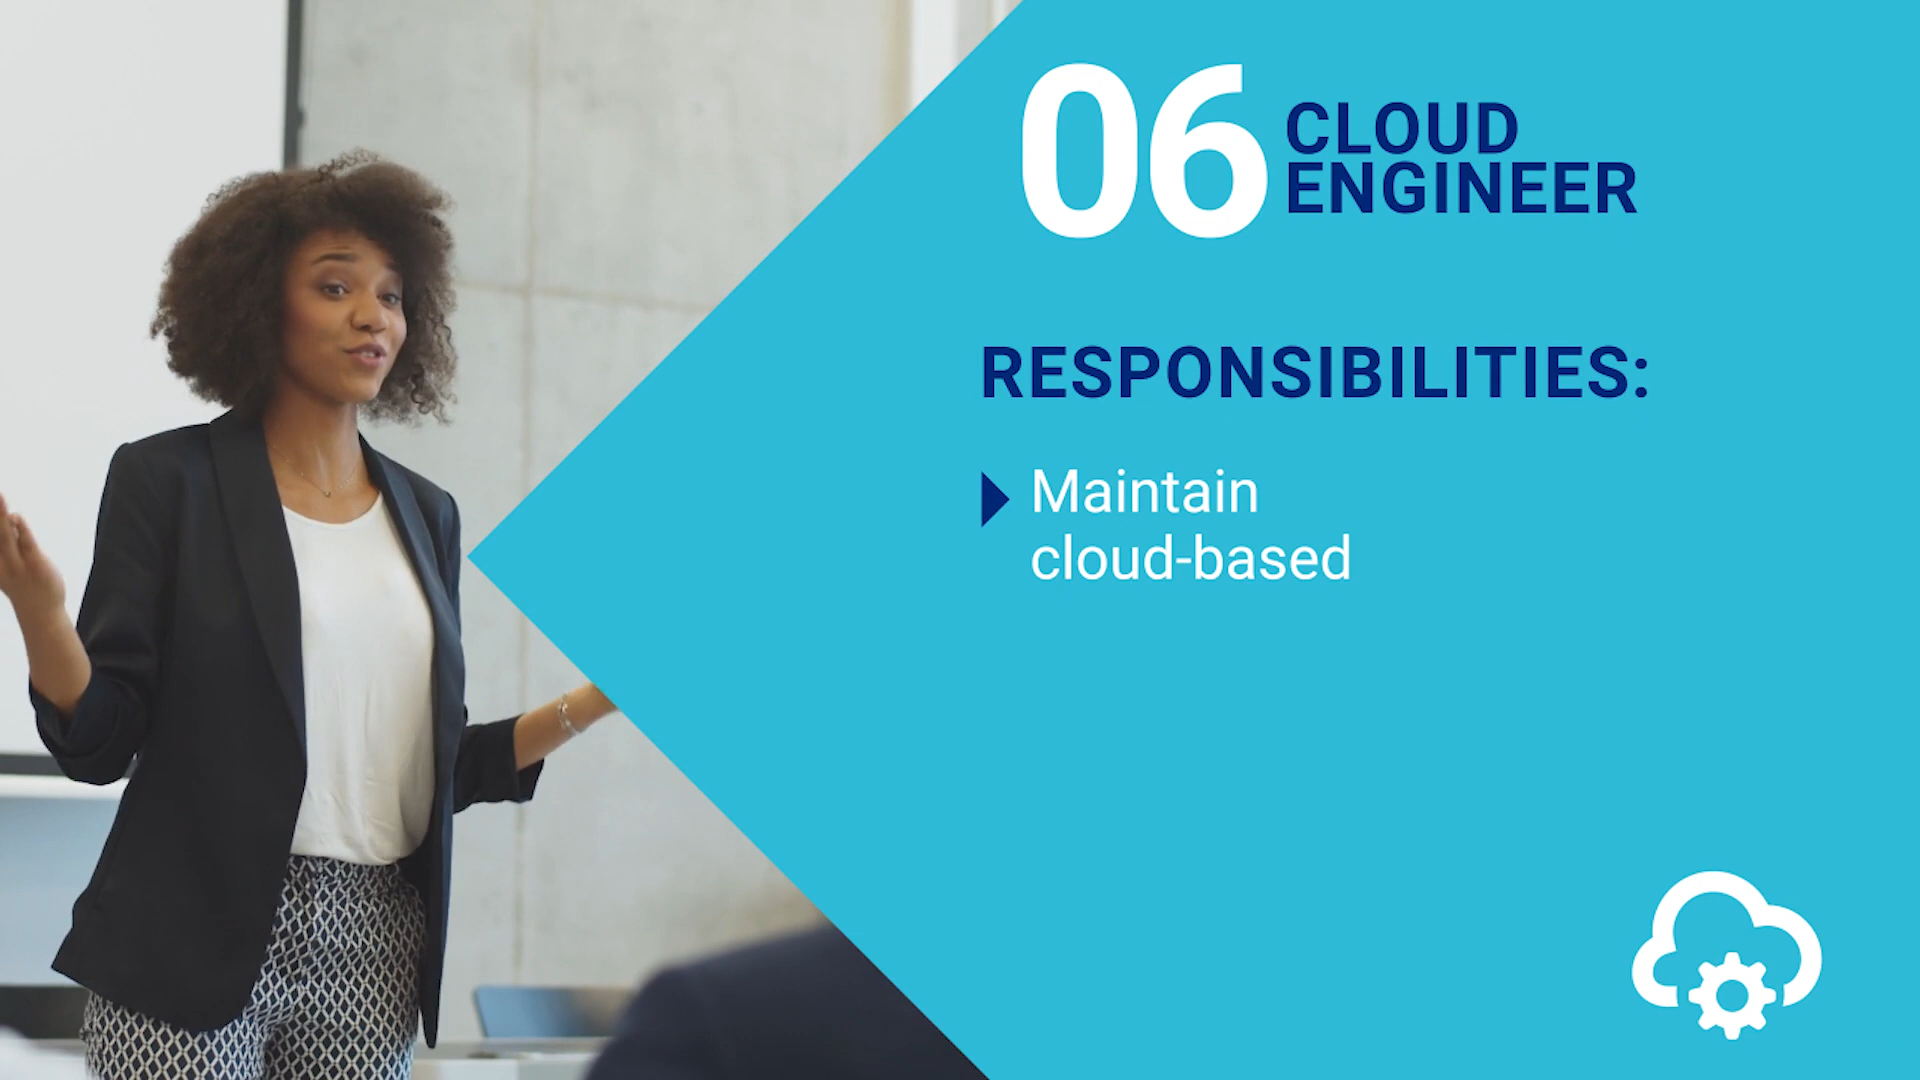 06
CLOUD
ENGINEER
RESPONSIBILITIES:
Maintain
cloud-based